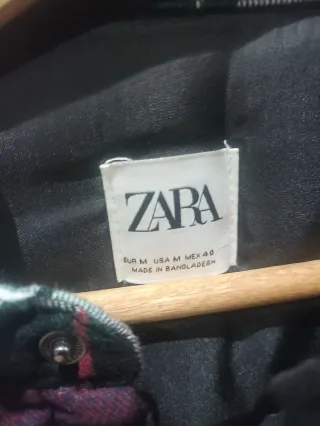 ZARA
EUR M USA M MEX 40
MADE IN BANGLADESH